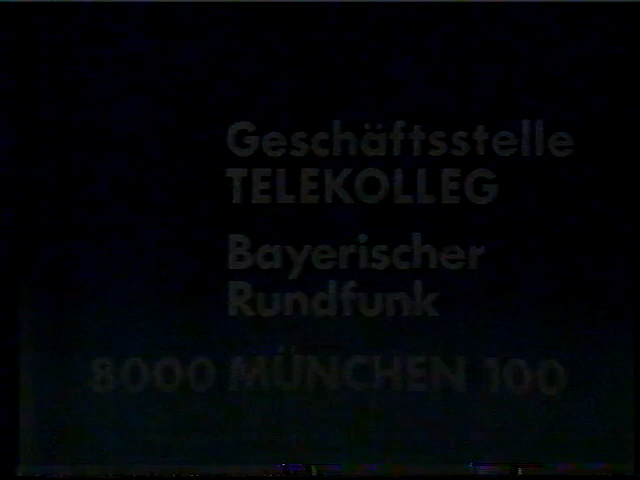 Geschäftsstelle
TELEKOLLEG
Bayerischer
Rundfunk
8000 MÜNCHEN 100